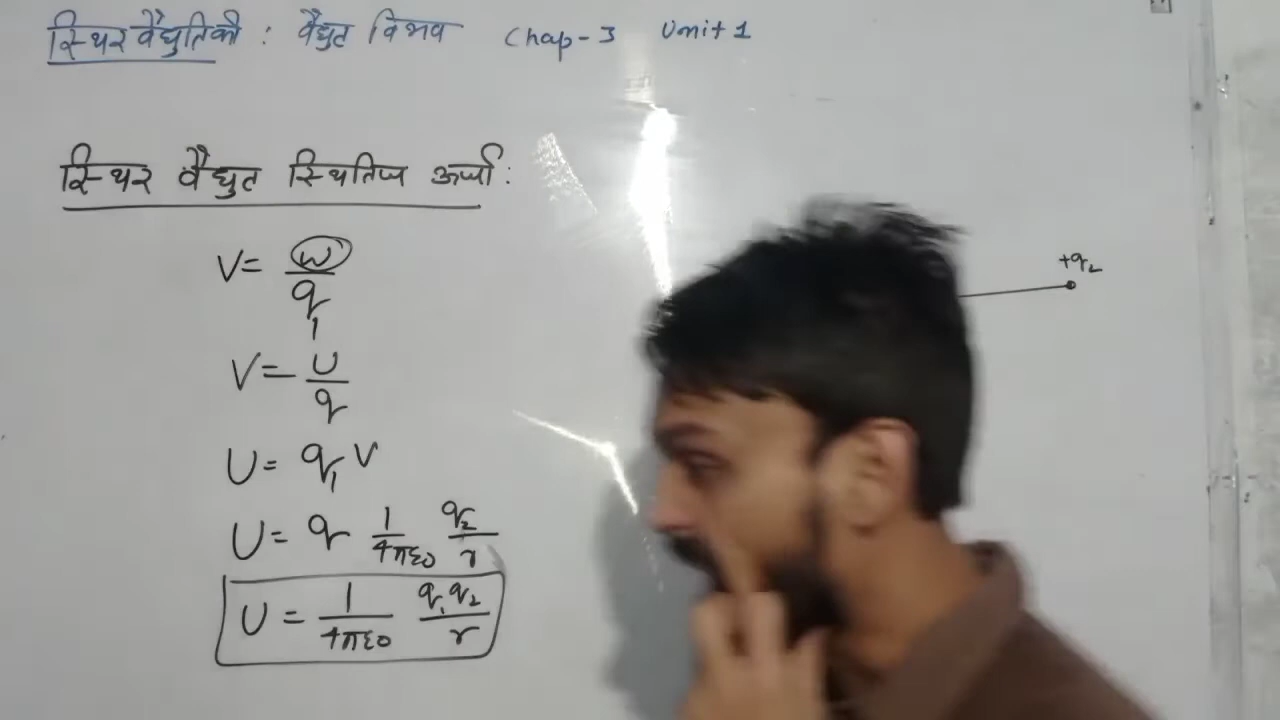 स्थिर वैद्युतिकी : वैद्युत विभव Chap-3 Unit 1
स्थिर वैद्युत स्थितिज ऊर्जा:
V = W/q₁
+q₂
V = U/q
U = q₁ V
U = q 1/4πε0 q₂/r
U = 1/4πε0 q₁q₂/r